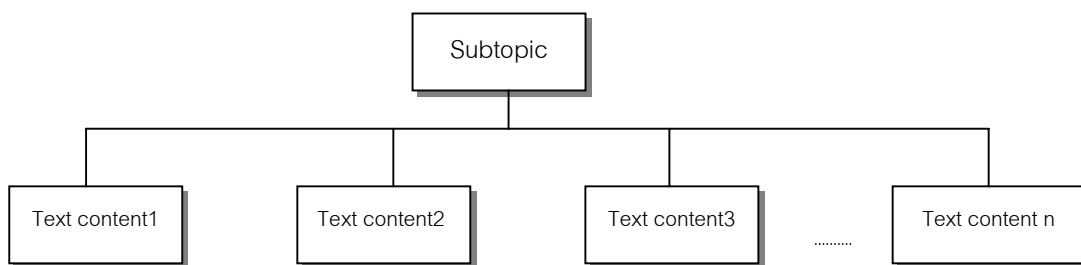 Subtopic
Text content1
Text content2
Text content3
..........
Text content n